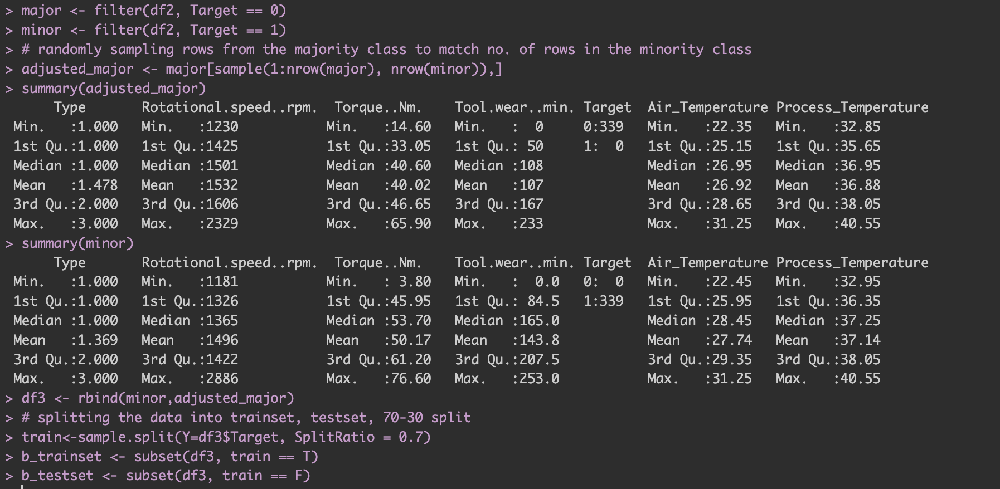 > major <- filter(df2, Target == 0)
> minor <- filter(df2, Target == 1)
> # randomly sampling rows from the majority class to match no. of rows in the minority class
> adjusted_major <- major[sample(1:nrow(major), nrow(minor)),]
> summary(adjusted_major)
Type Rotational.speed..rpm. Torque..Nm. Tool.wear..min. Target Air_Temperature Process_Temperature
Min. :1.000 Min. :1230 Min. :14.60 Min. : 0 0:339 Min. :22.35 Min. :32.85
1st Qu.:1.000 1st Qu.:1425 1st Qu.:33.05 1st Qu.: 50 1: 0 1st Qu.:25.15 1st Qu.:35.65
Median :1.000 Median :1501 Median :40.60 Median :108 Median :26.95 Median :36.95
Mean :1.478 Mean :1532 Mean :40.02 Mean :107 Mean :26.92 Mean :36.88
3rd Qu.:2.000 3rd Qu.:1606 3rd Qu.:46.65 3rd Qu.:167 3rd Qu.:28.65 3rd Qu.:38.05
Max. :3.000 Max. :2329 Max. :65.90 Max. :233 Max. :31.25 Max. :40.55
> summary(minor)
Type Rotational.speed..rpm. Torque..Nm. Tool.wear..min. Target Air_Temperature Process_Temperature
Min. :1.000 Min. :1181 Min. : 3.80 Min. : 0.0 0: 0 Min. :22.45 Min. :32.95
1st Qu.:1.000 1st Qu.:1326 1st Qu.:45.95 1st Qu.: 84.5 1:339 1st Qu.:25.95 1st Qu.:36.35
Median :1.000 Median :1365 Median :53.70 Median :165.0 Median :28.45 Median :37.25
Mean :1.369 Mean :1496 Mean :50.17 Mean :143.8 Mean :27.74 Mean :37.14
3rd Qu.:2.000 3rd Qu.:1422 3rd Qu.:61.20 3rd Qu.:207.5 3rd Qu.:29.35 3rd Qu.:38.05
Max. :3.000 Max. :2886 Max. :76.60 Max. :253.0 Max. :31.25 Max. :40.55
> df3 <- rbind(minor,adjusted_major)
> # splitting the data into trainset, testset, 70-30 split
> train<-sample.split(Y=df3$Target, SplitRatio = 0.7)
> b_trainset <- subset(df3, train == T)
> b_testset <- subset(df3, train == F)